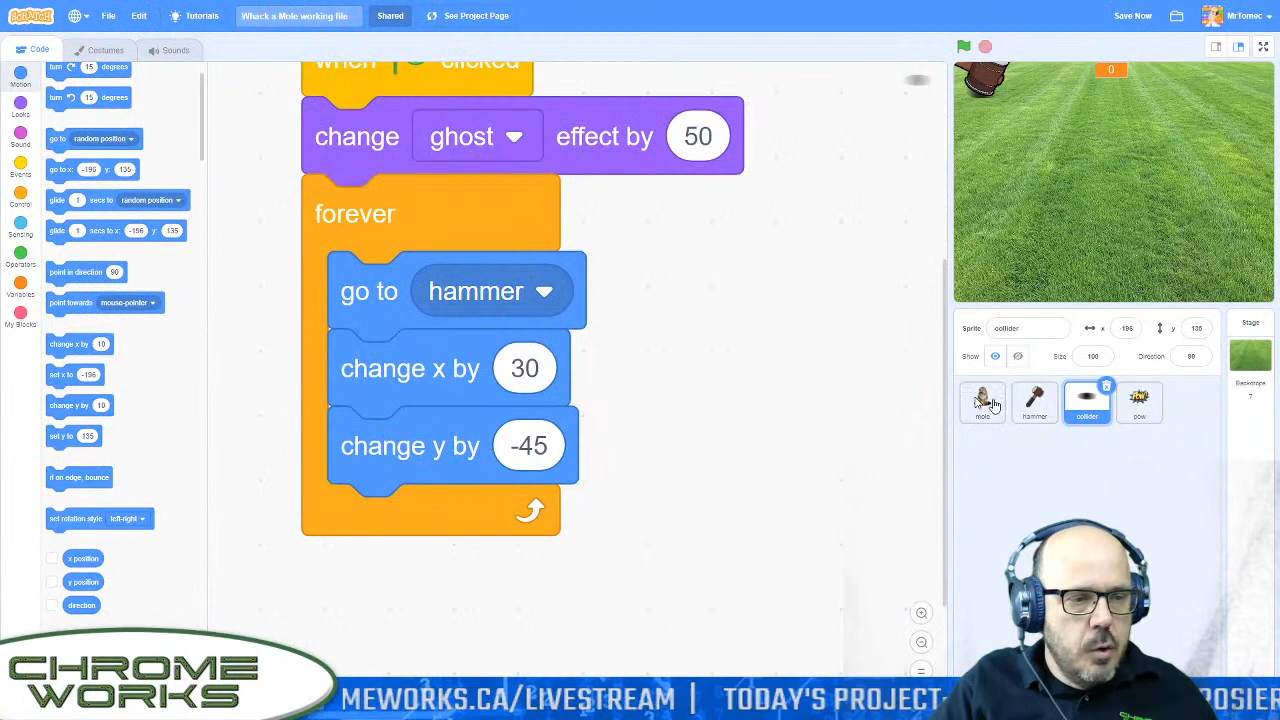 SCRATCH
File
Edit
Tutorials
Whack a Mole working file
Shared
See Project Page
Save Now
MrTomec
Code
Costumes
Sounds
Motion
Looks
Sound
Events
Control
Sensing
Operators
Variables
My Blocks
turn 15 degrees
turn 15 degrees
go to random position
go to x: -196 y: 135
glide 1 secs to random position
glide 1 secs to x: -196 y: 135
point in direction 90
point towards mouse-pointer
change x by 10
set x to -196
change y by 10
set y to 135
if on edge, bounce
set rotation style left-right
x position
y position
direction
when clicked
change ghost effect by 50
forever
go to hammer
change x by 30
change y by -45
0
Sprite collider x -196 y 135
Show Size 100 Direction 90
mole
hammer
collider
POW
pow
Stage
Backdrops
7
CHROME
WORKS
MEWORKS.CA/LIVESTREAM | TODAY'S PROJECT-